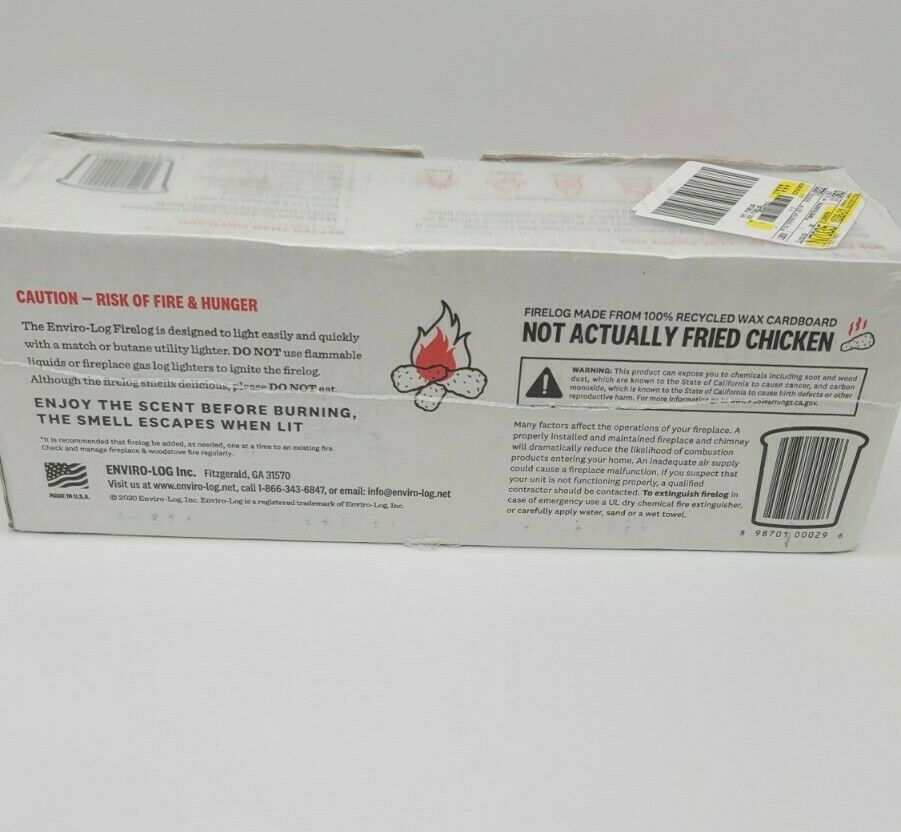 CAUTION – RISK OF FIRE & HUNGER
The Enviro-Log Firelog is designed to light easily and quickly
with a match or butane utility lighter. DO NOT use flammable
liquids or fireplace gas log lighters to ignite the firelog.
Although the firelog smells delicious, please DO NOT eat.
ENJOY THE SCENT BEFORE BURNING,
THE SMELL ESCAPES WHEN LIT
*It is recommended that firelog be added, as needed, one at a time to an existing fire.
Check and manage fireplace & woodstove fire regularly.
MADE IN U.S.A.
ENVIRO-LOG Inc. Fitzgerald, GA 31570
Visit us at www.enviro-log.net, call 1-866-343-6847, or email: info@enviro-log.net
© 2020 Enviro-Log Inc. Enviro-Log is a registered trademark of Enviro-Log, Inc.
FIRELOG MADE FROM 100% RECYCLED WAX CARDBOARD
NOT ACTUALLY FRIED CHICKEN
WARNING: This product can expose you to chemicals including soot and wood
dust, which are known to the State of California to cause cancer, and carbon
monoxide, which is known to the State of California to cause birth defects or other
reproductive harm. For more information
Many factors affect the operations of your fireplace. A
properly installed and maintained fireplace and chimney
will dramatically reduce the likelihood of combustion
products entering your home. An inadequate air supply
could cause a fireplace malfunction. If you suspect that
your unit is not functioning properly, a qualified
contractor should be contacted. To extinguish firelog in
case of emergency use a UL dry chemical fire extinguisher,
or carefully apply water, sand or a wet towel.
8 98701 00029 6